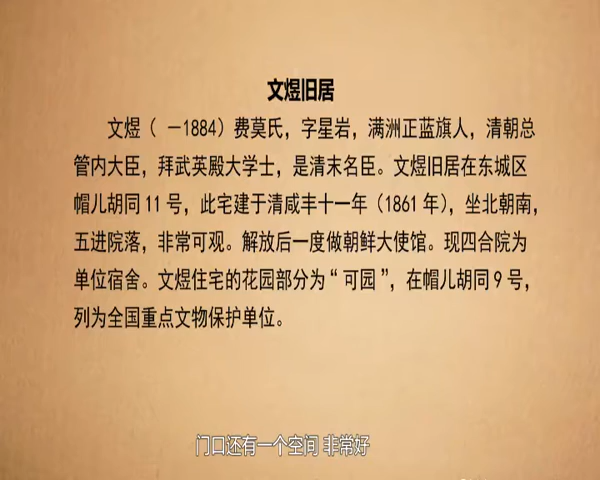 文煜旧居
文煜（ －1884）费莫氏，字星岩，满洲正蓝旗人，清朝总
管内大臣，拜武英殿大学士，是清末名臣。文煜旧居在东城区
帽儿胡同 11 号，此宅建于清咸丰十一年（1861 年），坐北朝南，
五进院落，非常可观。解放后一度做朝鲜大使馆。现四合院为
单位宿舍。文煜住宅的花园部分为“可园”，在帽儿胡同 9 号，
列为全国重点文物保护单位。
门口还有一个空间 非常好